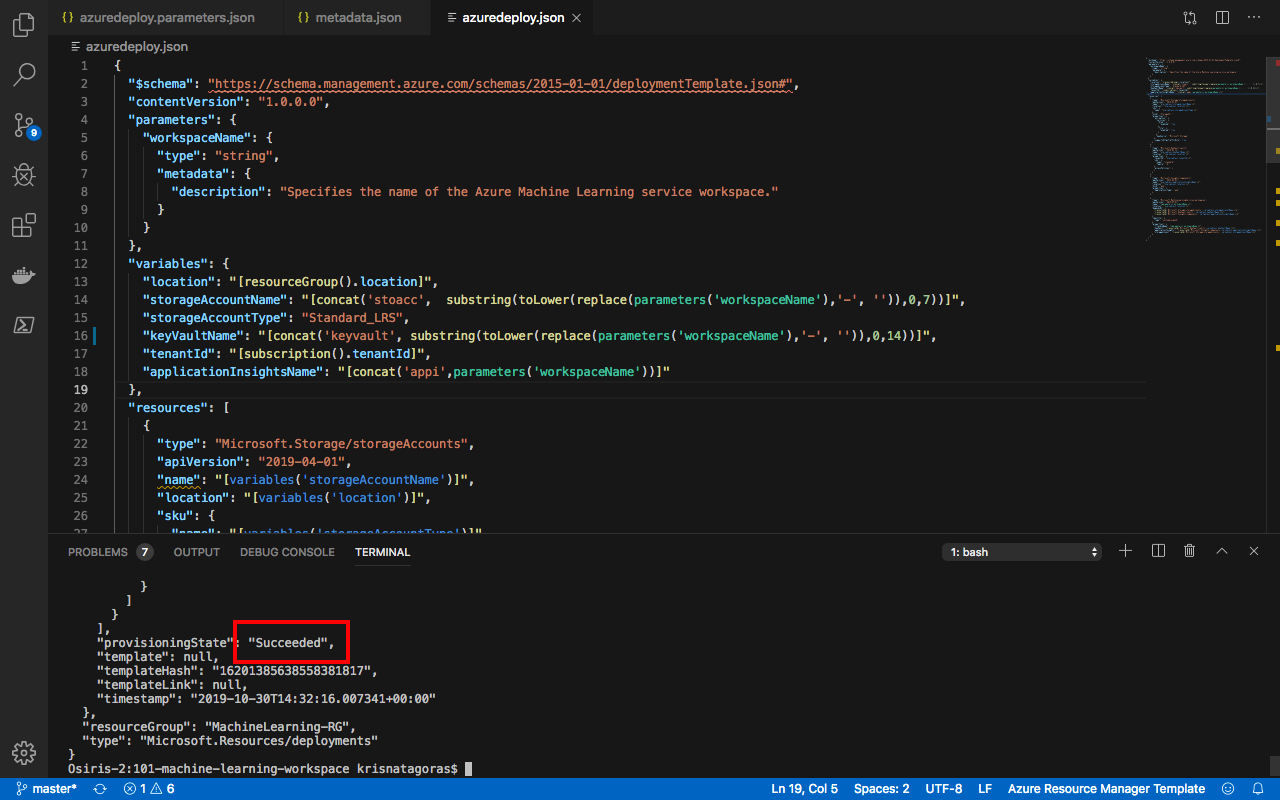 azuredeploy.parameters.json
metadata.json
azuredeploy.json
azuredeploy.json
1 {
2 "$schema": "https://schema.management.azure.com/schemas/2015-01-01/deploymentTemplate.json#",
3 "contentVersion": "1.0.0.0",
4 "parameters": {
5 "workspaceName": {
6 "type": "string",
7 "metadata": {
8 "description": "Specifies the name of the Azure Machine Learning service workspace."
9 }
10 }
11 },
12 "variables": {
13 "location": "[resourceGroup().location]",
14 "storageAccountName": "[concat('stoacc',  substring(toLower(replace(parameters('workspaceName'),'-', '')),0,7))]",
15 "storageAccountType": "Standard_LRS",
16 "keyVaultName": "[concat('keyvault', substring(toLower(replace(parameters('workspaceName'),'-', '')),0,14))]",
17 "tenantId": "[subscription().tenantId]",
18 "applicationInsightsName": "[concat('appi',parameters('workspaceName'))]"
19 },
20 "resources": [
21 {
22 "type": "Microsoft.Storage/storageAccounts",
23 "apiVersion": "2019-04-01",
24 "name": "[variables('storageAccountName')]",
25 "location": "[variables('location')]",
26 "sku": {
27 "name": "[variables('storageAccountType')]"
9
PROBLEMS 7 OUTPUT DEBUG CONSOLE TERMINAL 1: bash
}
]
}
],
"provisioningState": "Succeeded",
"template": null,
"templateHash": "16201385638558381817",
"templateLink": null,
"timestamp": "2019-10-30T14:32:16.007341+00:00"
},
"resourceGroup": "MachineLearning-RG",
"type": "Microsoft.Resources/deployments"
}
Osiris-2:101-machine-learning-workspace krisnatagoras$
master* 1 6 Ln 19, Col 5 Spaces: 2 UTF-8 LF Azure Resource Manager Template